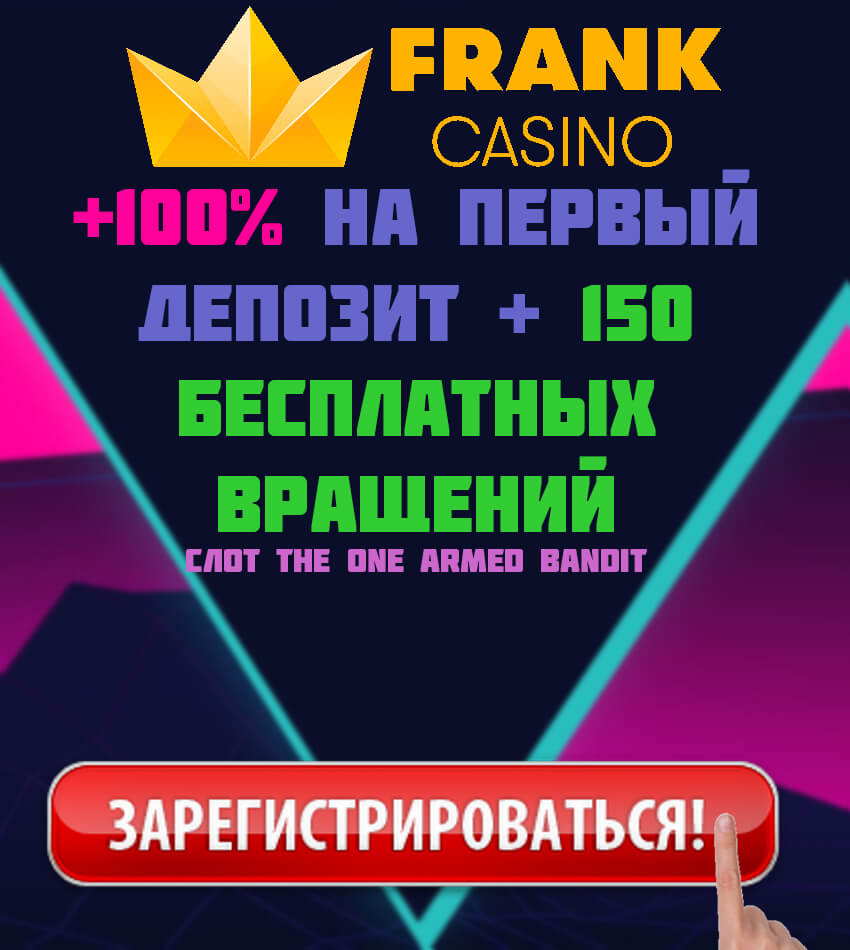 FRANK
CASINO
+100% НА ПЕРВЫЙ
ДЕПОЗИТ + 150
БЕСПЛАТНЫХ
ВРАЩЕНИЙ
СЛОТ THE ONE ARMED BANDIT
ЗАРЕГИСТРИРОВАТЬСЯ!